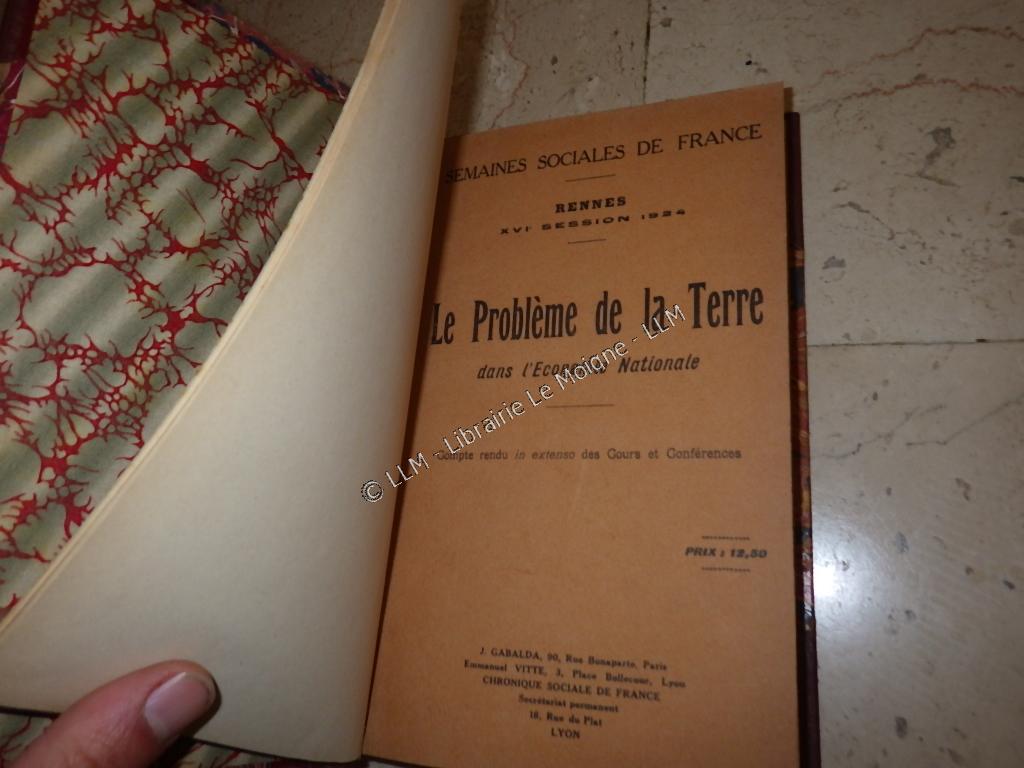 SEMAINES SOCIALES DE FRANCE
RENNES
XVIe SESSION 1924
Le Problème de la Terre
dans l'Economie Nationale
Compte rendu in extenso des Cours et Conférences
PRIX : 12,50
J. GABALDA, 90, Rue Bonaparte, Paris
Emmanuel VITTE, 3, Place Bellecour, Lyon
CHRONIQUE SOCIALE DE FRANCE
Secrétariat permanent
16, Rue du Plat
LYON
© LLM - Librairie Le Moigne - LLM